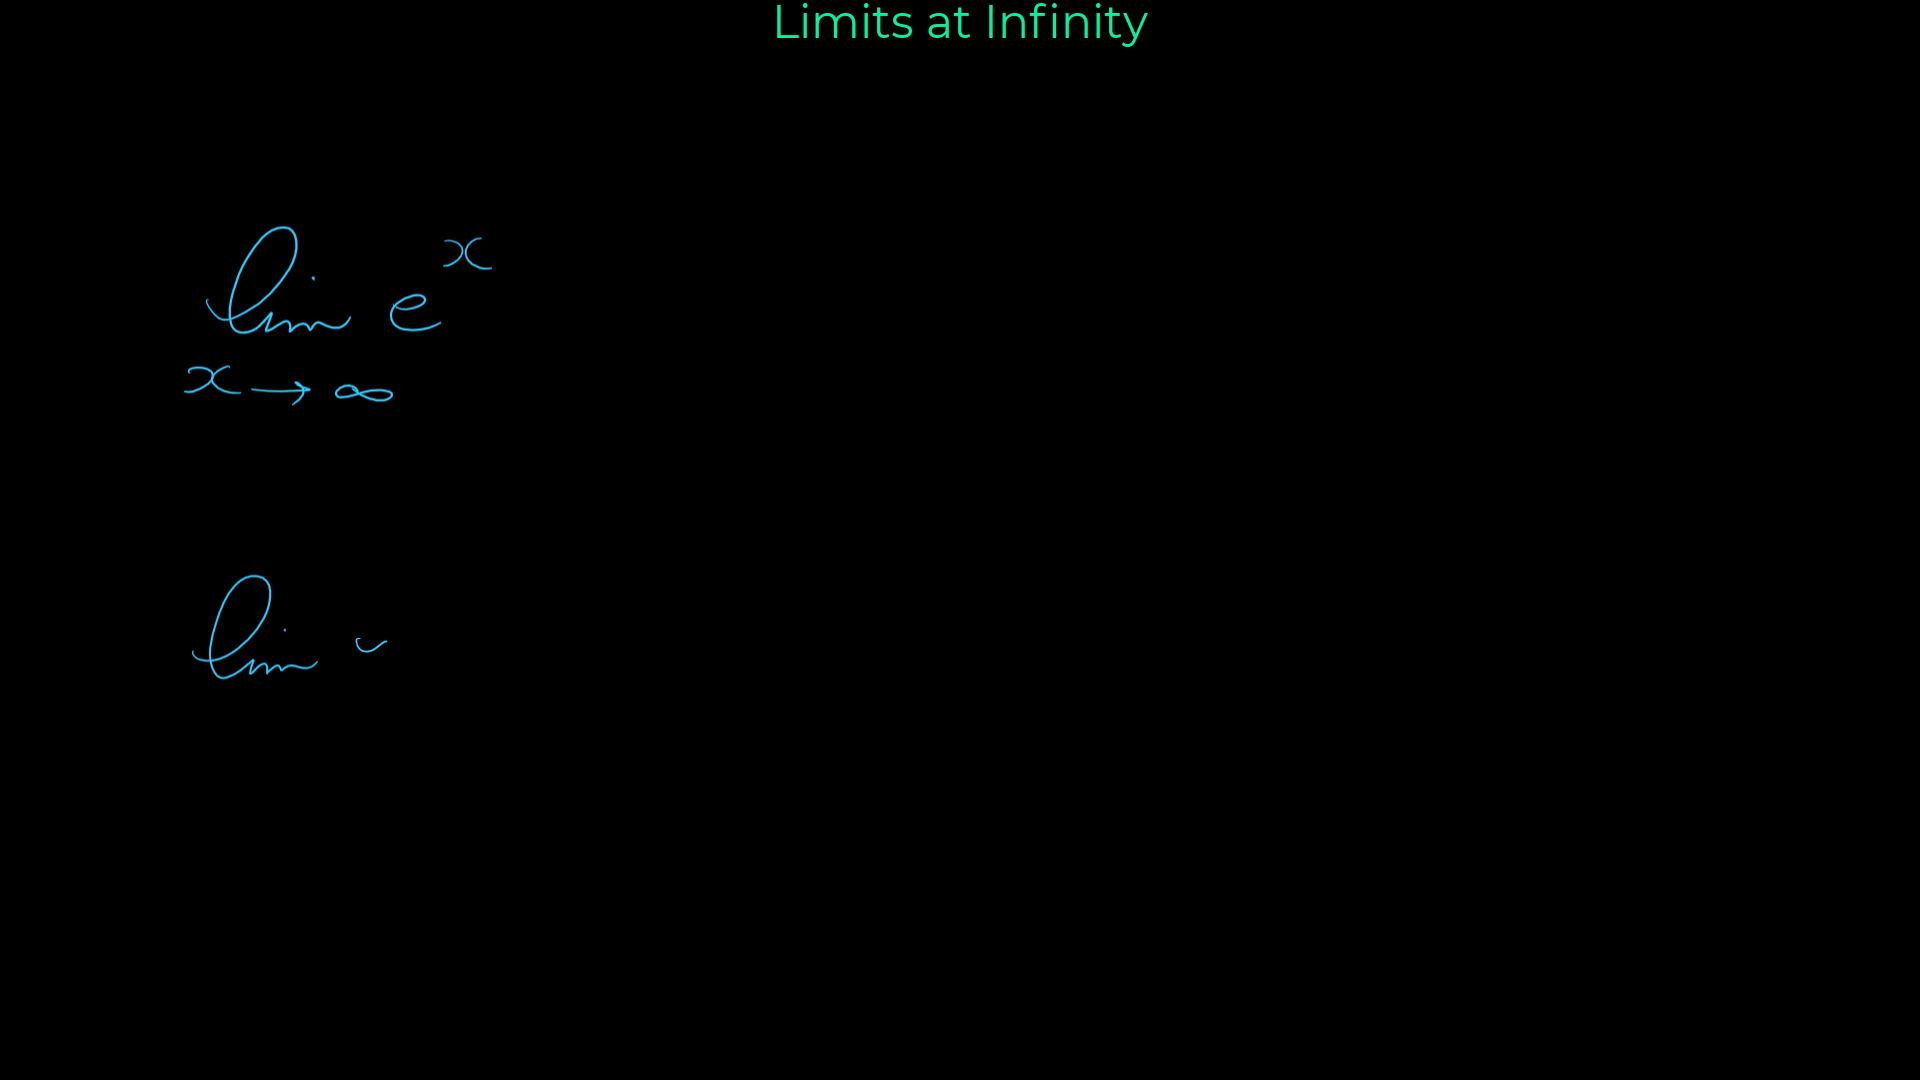 Limits at Infinity
lim e^x
x → ∞
lim